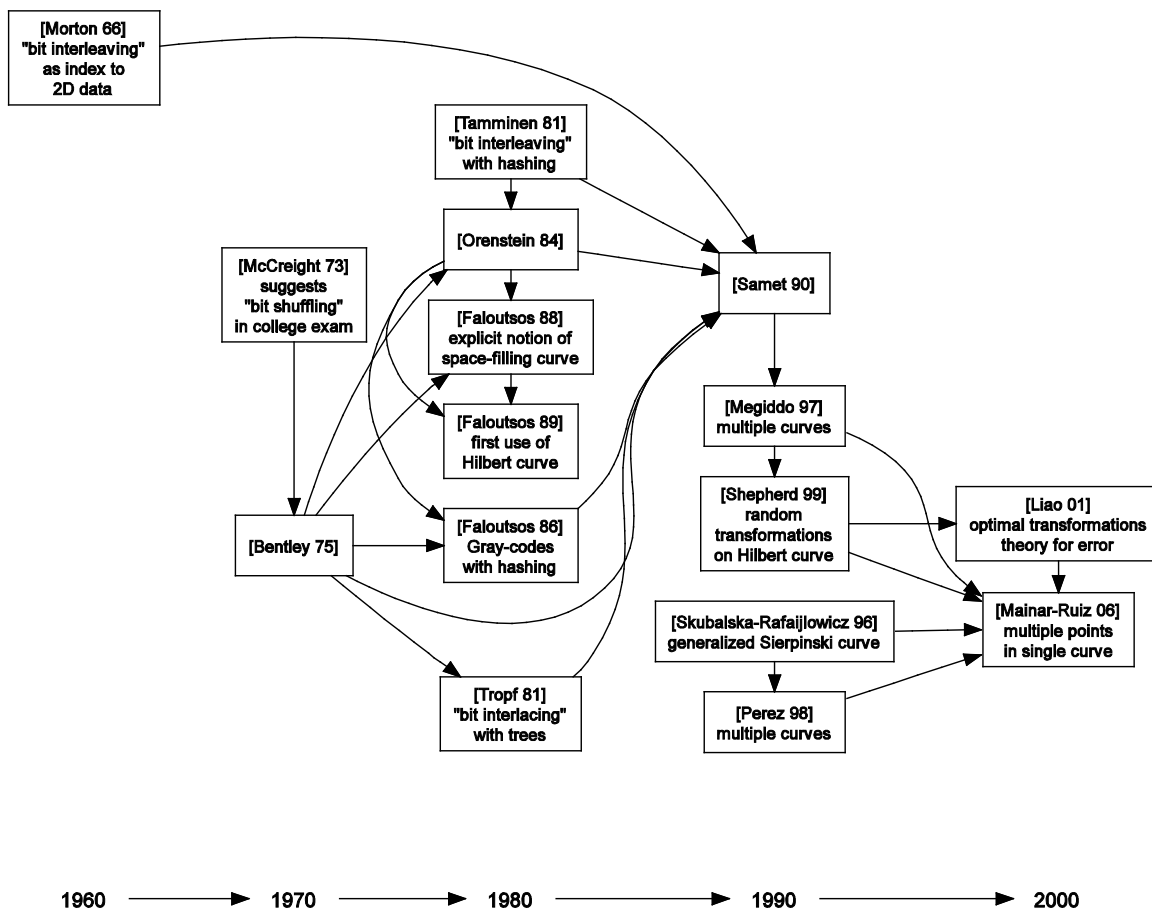 [Morton 66]
"bit interleaving"
as index to
2D data
[Tamminen 81]
"bit interleaving"
with hashing
[Orenstein 84]
[McCreight 73]
suggests
"bit shuffling"
in college exam
[Samet 90]
[Faloutsos 88]
explicit notion of
space-filling curve
[Faloutsos 89]
first use of
Hilbert curve
[Megiddo 97]
multiple curves
[Shepherd 99]
random
transformations
on Hilbert curve
[Liao 01]
optimal transformations
theory for error
[Bentley 75]
[Faloutsos 86]
Gray-codes
with hashing
[Skubalska-Rafaijlowicz 96]
generalized Sierpinski curve
[Mainar-Ruiz 06]
multiple points
in single curve
[Tropf 81]
"bit interlacing"
with trees
[Perez 98]
multiple curves
1960 1970 1980 1990 2000